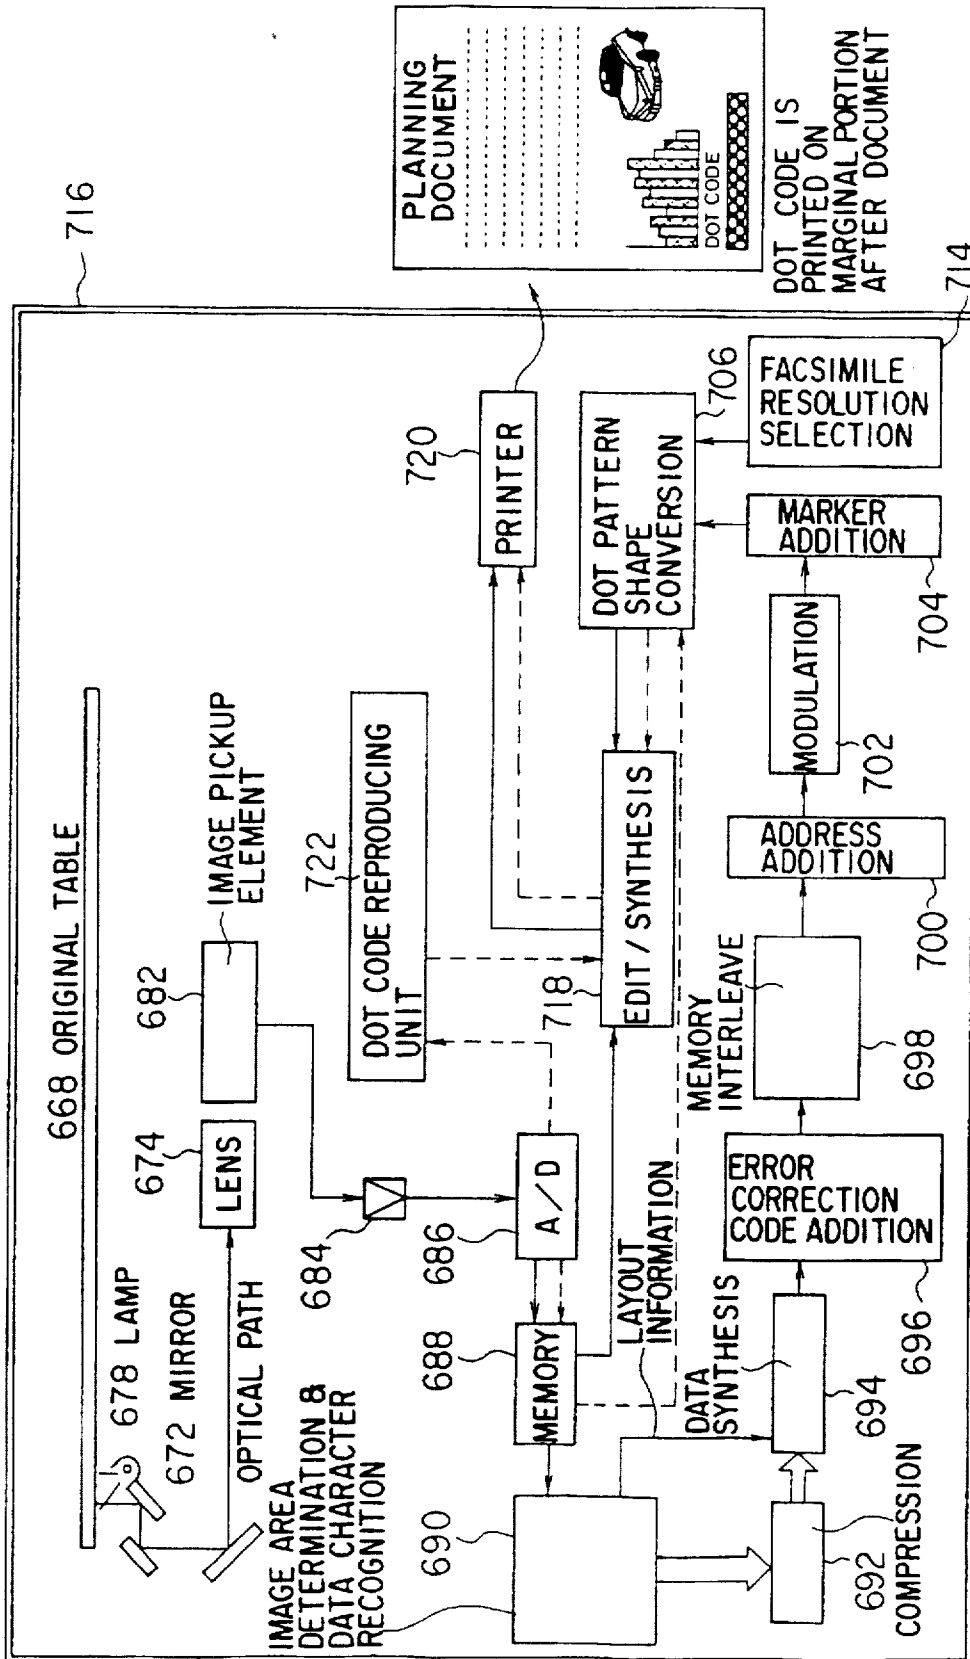 716
668 ORIGINAL TABLE
678 LAMP
672 MIRROR
OPTICAL PATH
674
LENS
682
IMAGE PICKUP
ELEMENT
684
686
A/D
688
MEMORY
IMAGE AREA
DETERMINATION &
DATA CHARACTER
RECOGNITION
690
722
DOT CODE REPRODUCING
UNIT
718
EDIT / SYNTHESIS
720
PRINTER
DOT PATTERN
SHAPE
CONVERSION
706
FACSIMILE
RESOLUTION
SELECTION
714
LAYOUT
INFORMATION
692
COMPRESSION
DATA
SYNTHESIS
694
ERROR
CORRECTION
CODE ADDITION
696
MEMORY
INTERLEAVE
698
ADDRESS
ADDITION
700
MODULATION
702
MARKER
ADDITION
704
PLANNING
DOCUMENT
DOT CODE
DOT CODE IS
PRINTED ON
MARGINAL PORTION
AFTER DOCUMENT